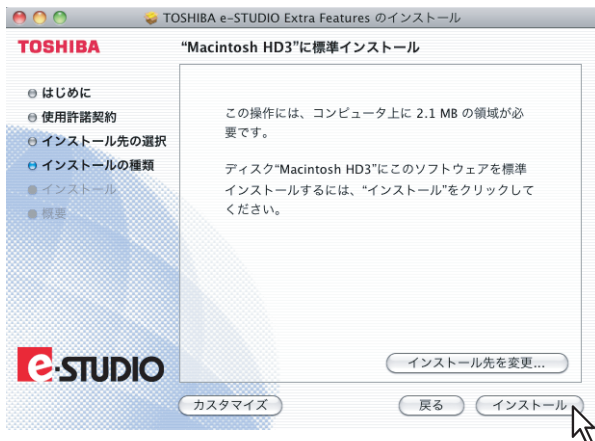 TOSHIBA e-STUDIO Extra Features のインストール
TOSHIBA
“Macintosh HD3”に標準インストール
はじめに
使用許諾契約
インストール先の選択
インストールの種類
インストール
概要
この操作には、コンピュータ上に 2.1 MB の領域が必
要です。
ディスク“Macintosh HD3”にこのソフトウェアを標準
インストールするには、“インストール”をクリックして
ください。
e-STUDIO
インストール先を変更...
カスタマイズ
戻る
インストール